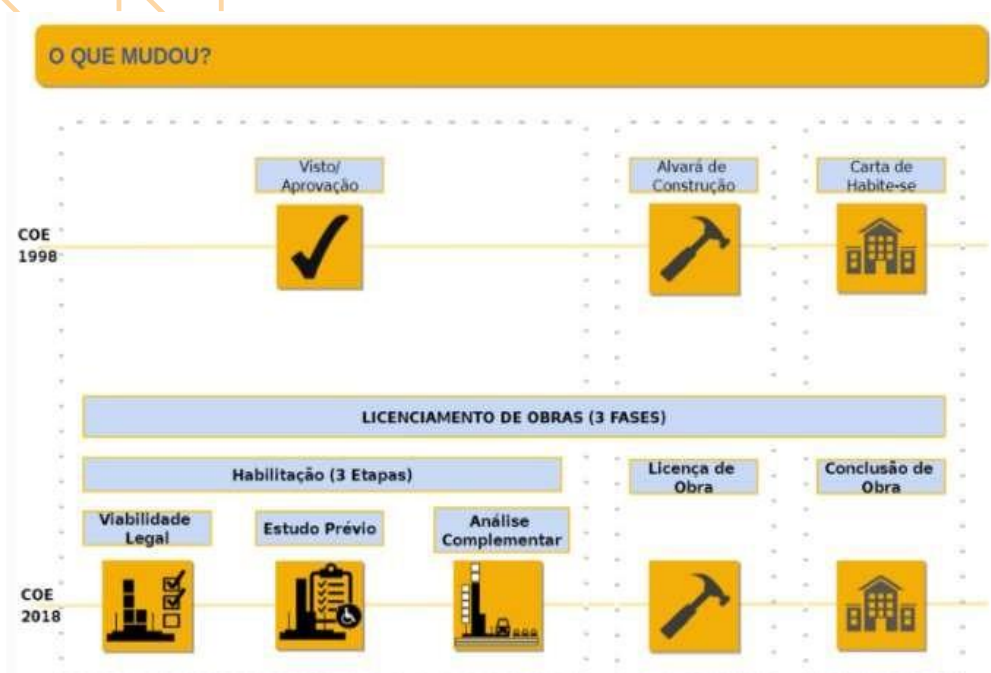 O QUE MUDOU?
Visto/
Aprovação
Alvará de
Construção
Carta de
Habite-se
COE
1998
LICENCIAMENTO DE OBRAS (3 FASES)
Habilitação (3 Etapas)
Licença de
Obra
Conclusão de
Obra
Viabilidade
Legal
Estudo Prévio
Análise
Complementar
COE
2018